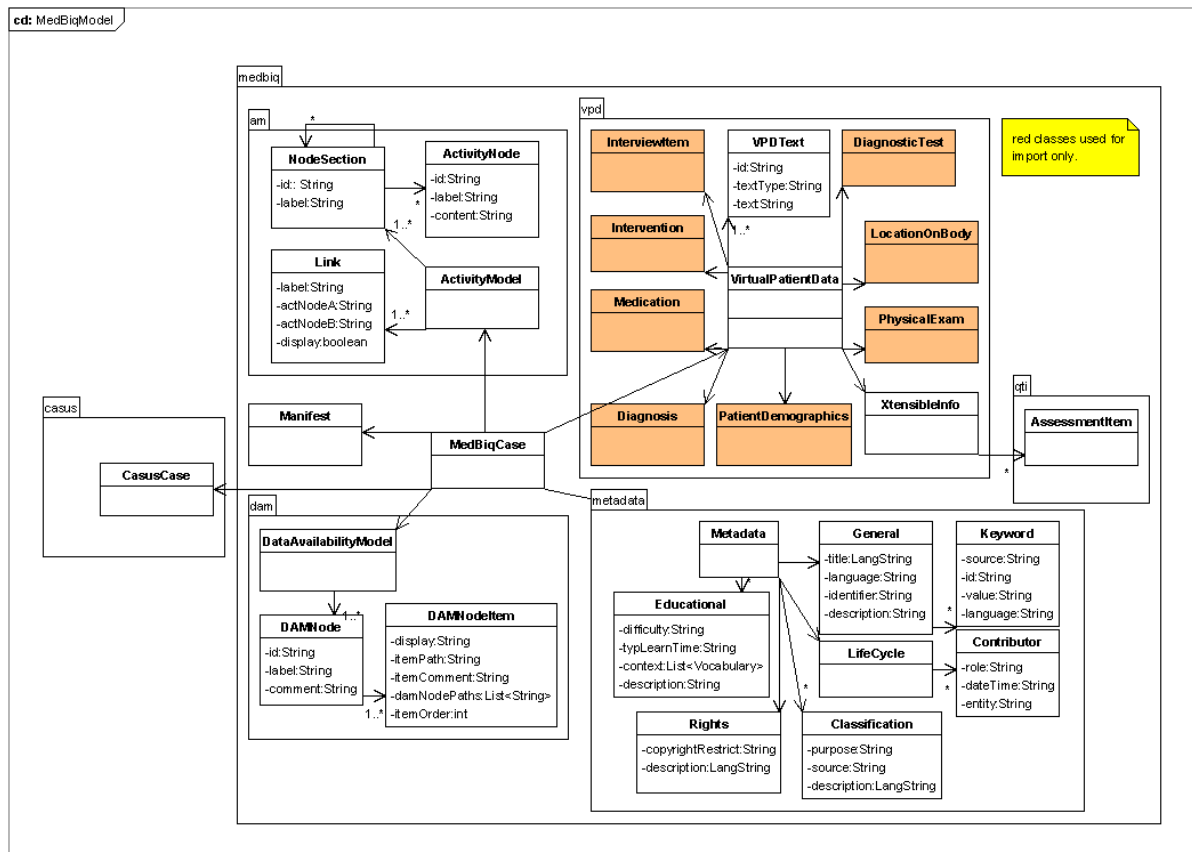 cd: MedBiqModel
medbiq
am
*
NodeSection
-id:: String
-label:String
ActivityNode
-id:String
-label:String
-content:String
*
1..*
Link
-label:String
-actNodeA:String
-actNodeB:String
-display:boolean
ActivityModel
1..*
vpd
InterviewItem
VPDText
-id:String
-textType:String
-text:String
1..*
DiagnosticTest
Intervention
LocationOnBody
VirtualPatientData
Medication
PhysicalExam
Diagnosis
PatientDemographics
XtensibleInfo
red classes used for
import only.
qti
AssessmentItem
*
casus
CasusCase
Manifest
MedBiqCase
dam
DataAvailabilityModel
1..*
DAMNode
-id:String
-label:String
-comment:String
1..*
DAMNodeItem
-display:String
-itemPath:String
-itemComment:String
-damNodePaths:List<String>
-itemOrder:int
metadata
Metadata
*
General
-title:LangString
-language:String
-identifier:String
-description:String
*
Keyword
-source:String
-id:String
-value:String
-language:String
Educational
-difficulty:String
-typLearnTime:String
-context:List<Vocabulary>
-description:String
LifeCycle
*
Contributor
-role:String
-dateTime:String
-entity:String
*
Rights
-copyrightRestrict:String
-description:LangString
Classification
-purpose:String
-source:String
-description:LangString